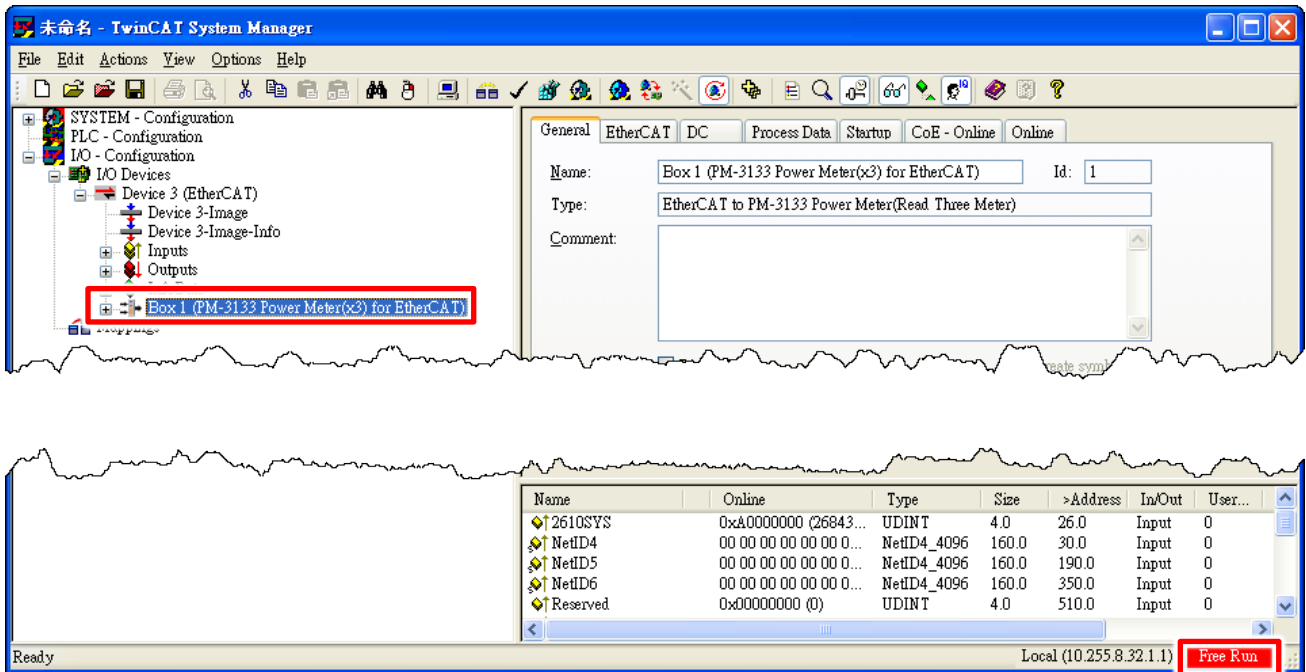 未命名 - TwinCAT System Manager
File Edit Actions View Options Help
SYSTEM - Configuration
PLC - Configuration
I/O - Configuration
I/O Devices
Device 3 (EtherCAT)
Device 3-Image
Device 3-Image-Info
Inputs
Outputs
Box 1 (PM-3133 Power Meter(x3) for EtherCAT)
Mappings
General EtherCAT DC Process Data Startup CoE - Online Online
Name: Box 1 (PM-3133 Power Meter(x3) for EtherCAT) Id: 1
Type: EtherCAT to PM-3133 Power Meter(Read Three Meter)
Comment:
Name Online Type Size >Address In/Out User...
2610SYS 0xA0000000 (26843... UDINT 4.0 26.0 Input 0
NetID4 00 00 00 00 00 00 0... NetID4_4096 160.0 30.0 Input 0
NetID5 00 00 00 00 00 00 0... NetID4_4096 160.0 190.0 Input 0
NetID6 00 00 00 00 00 00 0... NetID4_4096 160.0 350.0 Input 0
Reserved 0x00000000 (0) UDINT 4.0 510.0 Input 0
Ready Local (10.255.8.32.1.1) Free Run